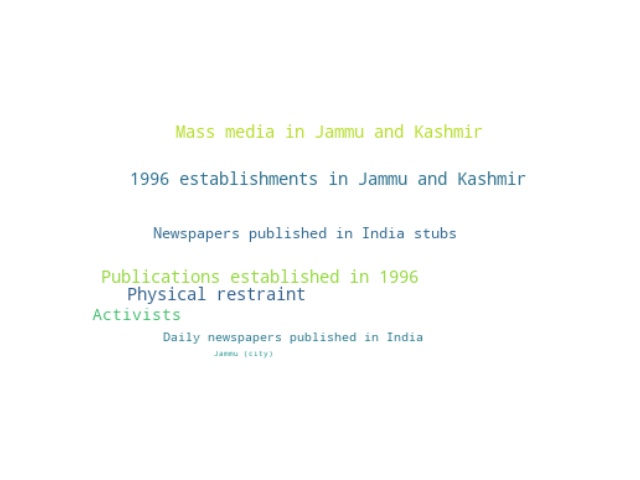 Mass media in Jammu and Kashmir
1996 establishments in Jammu and Kashmir
Newspapers published in India stubs
Publications established in 1996
Physical restraint
Activists
Daily newspapers published in India
Jammu (city)